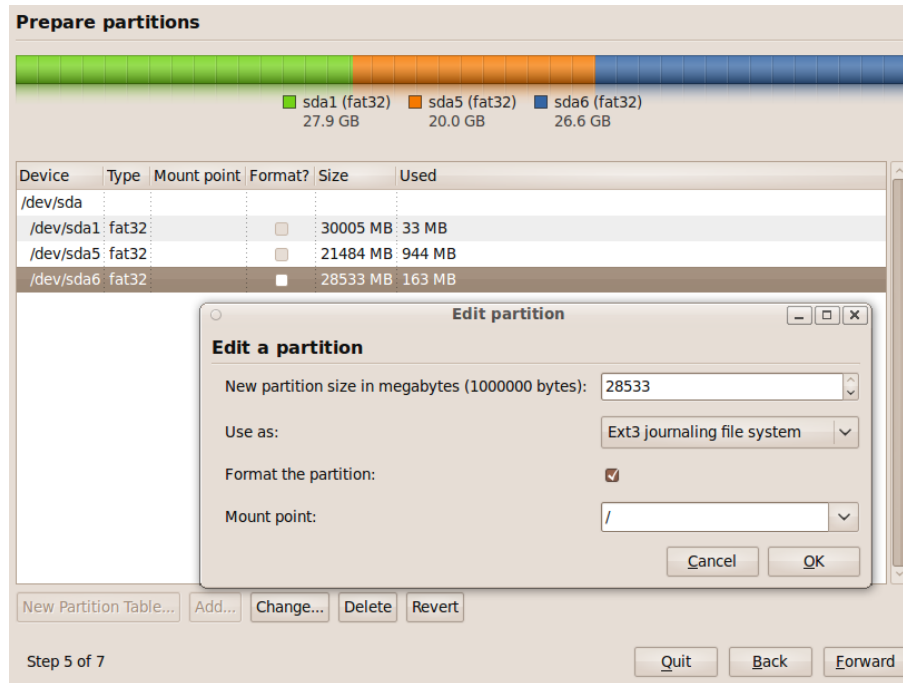 Prepare partitions
sda1 (fat32) sda5 (fat32) sda6 (fat32)
27.9 GB 20.0 GB 26.6 GB
Device Type Mount point Format? Size Used
/dev/sda
/dev/sda1 fat32 30005 MB 33 MB
/dev/sda5 fat32 21484 MB 944 MB
/dev/sda6 fat32 28533 MB 163 MB
Edit partition
Edit a partition
New partition size in megabytes (1000000 bytes): 28533
Use as: Ext3 journaling file system
Format the partition:
Mount point: /
Cancel OK
New Partition Table... Add... Change... Delete Revert
Step 5 of 7 Quit Back Forward